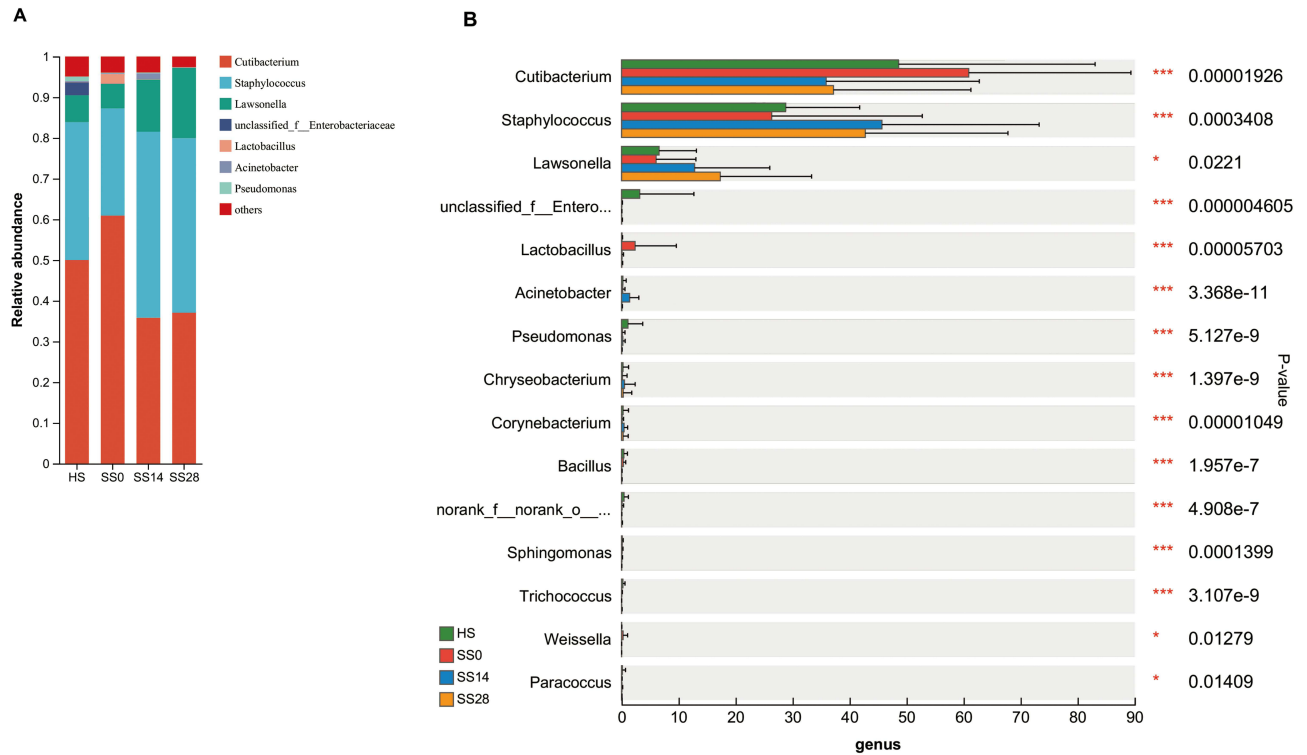 A
1
0.9
0.8
0.7
0.6
0.5
0.4
0.3
0.2
0.1
0
Relative abundance
HS SS0 SS14 SS28
Cutibacterium
Staphylococcus
Lawsonella
unclassified_f__Enterobacteriaceae
Lactobacillus
Acinetobacter
Pseudomonas
others
B
Cutibacterium *** 0.00001926
Staphylococcus *** 0.0003408
Lawsonella * 0.0221
unclassified_f__Entero... *** 0.000004605
Lactobacillus *** 0.00005703
Acinetobacter *** 3.368e-11
Pseudomonas *** 5.127e-9
Chryseobacterium *** 1.397e-9
Corynebacterium *** 0.00001049
Bacillus *** 1.957e-7
norank_f__norank_o__... *** 4.908e-7
Sphingomonas *** 0.0001399
Trichococcus *** 3.107e-9
Weissella * 0.01279
Paracoccus * 0.01409
P-value
HS
SS0
SS14
SS28
0 10 20 30 40 50 60 70 80 90
genus